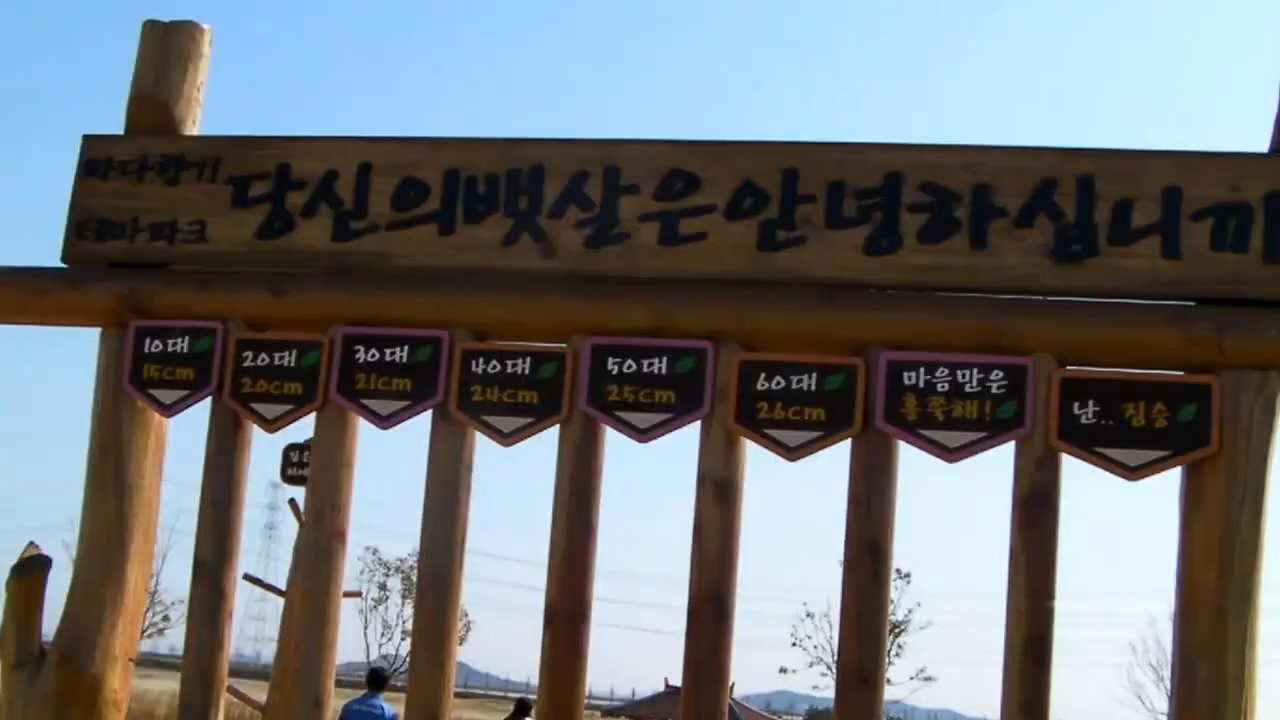 바다향기
테마파크
당신의 뱃살은 안녕하십니까
10대
15cm
20대
20cm
30대
21cm
40대
24cm
50대
25cm
60대
26cm
마음만은
홀쭉해!
난.. 짐승